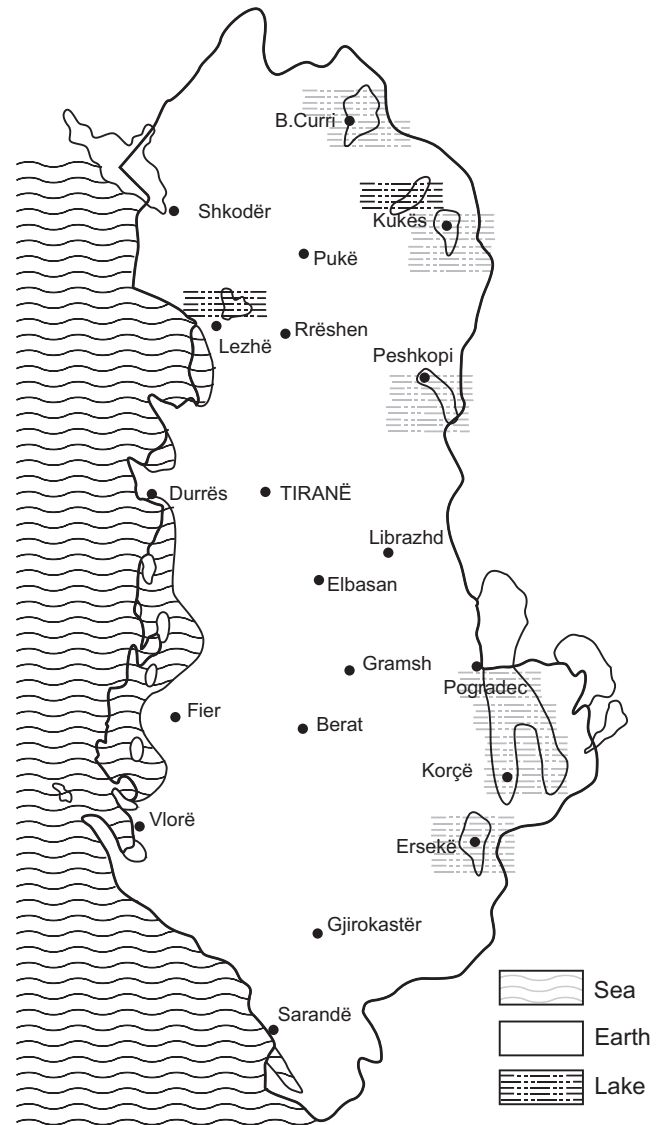 B.Curri
Shkodër
Kukës
Pukë
Rrëshen
Lezhë
Peshkopi
Durrës
TIRANË
Librazhd
Elbasan
Gramsh
Pogradec
Fier
Berat
Korçë
Vlorë
Ersekë
Gjirokastër
Sea
Sarandë
Earth
Lake